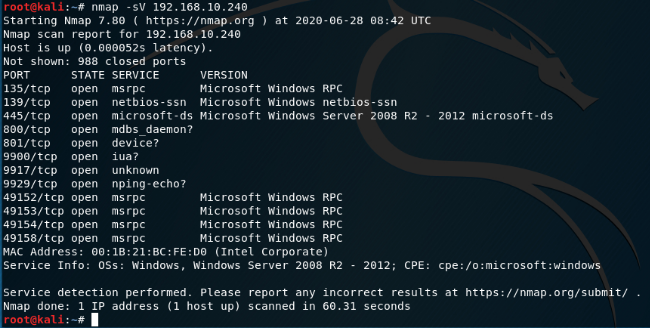 root@kali:~# nmap -sV 192.168.10.240
Starting Nmap 7.80 ( https://nmap.org ) at 2020-06-28 08:42 UTC
Nmap scan report for 192.168.10.240
Host is up (0.000052s latency).
Not shown: 988 closed ports
PORT      STATE SERVICE      VERSION
135/tcp   open  msrpc        Microsoft Windows RPC
139/tcp   open  netbios-ssn  Microsoft Windows netbios-ssn
445/tcp   open  microsoft-ds Microsoft Windows Server 2008 R2 - 2012 microsoft-ds
800/tcp   open  mdbs_daemon?
801/tcp   open  device?
9900/tcp  open  iua?
9917/tcp  open  unknown
9929/tcp  open  nping-echo?
49152/tcp open  msrpc        Microsoft Windows RPC
49153/tcp open  msrpc        Microsoft Windows RPC
49154/tcp open  msrpc        Microsoft Windows RPC
49158/tcp open  msrpc        Microsoft Windows RPC
MAC Address: 00:1B:21:BC:FE:D0 (Intel Corporate)
Service Info: OSs: Windows, Windows Server 2008 R2 - 2012; CPE: cpe:/o:microsoft:windows
Service detection performed. Please report any incorrect results at https://nmap.org/submit/ .
Nmap done: 1 IP address (1 host up) scanned in 60.31 seconds
root@kali:~#